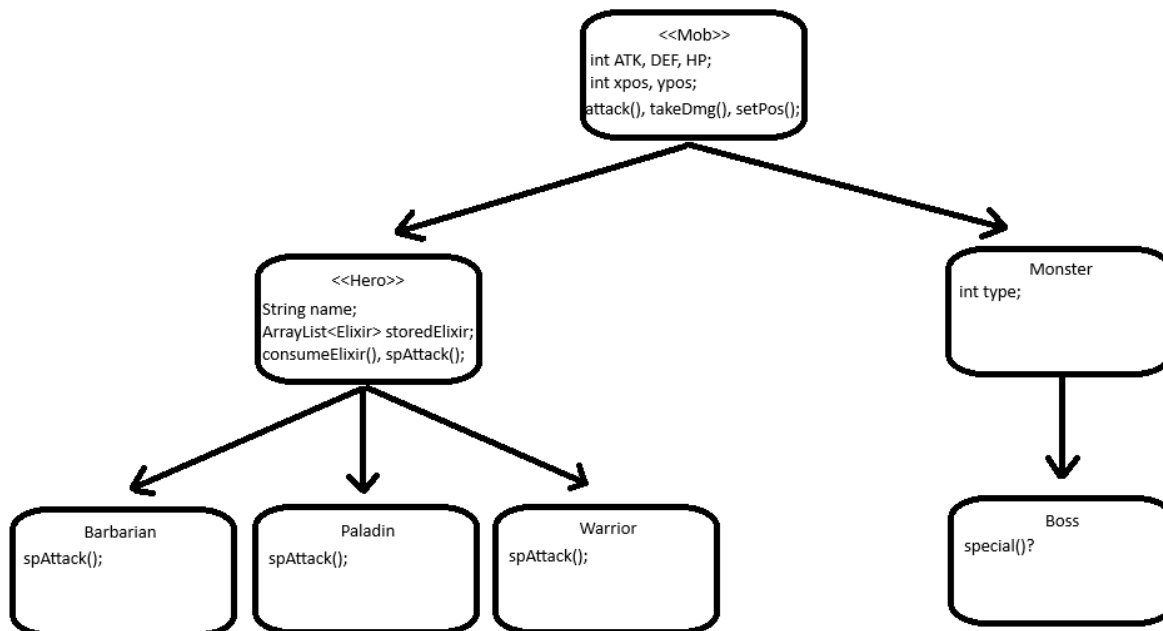 <<Mob>>
int ATK, DEF, HP;
int xpos, ypos;
attack(), takeDmg(), setPos();
<<Hero>>
String name;
ArrayList<Elixir> storedElixir;
consumeElixir(), spAttack();
Monster
int type;
Barbarian
spAttack();
Paladin
spAttack();
Warrior
spAttack();
Boss
special()?